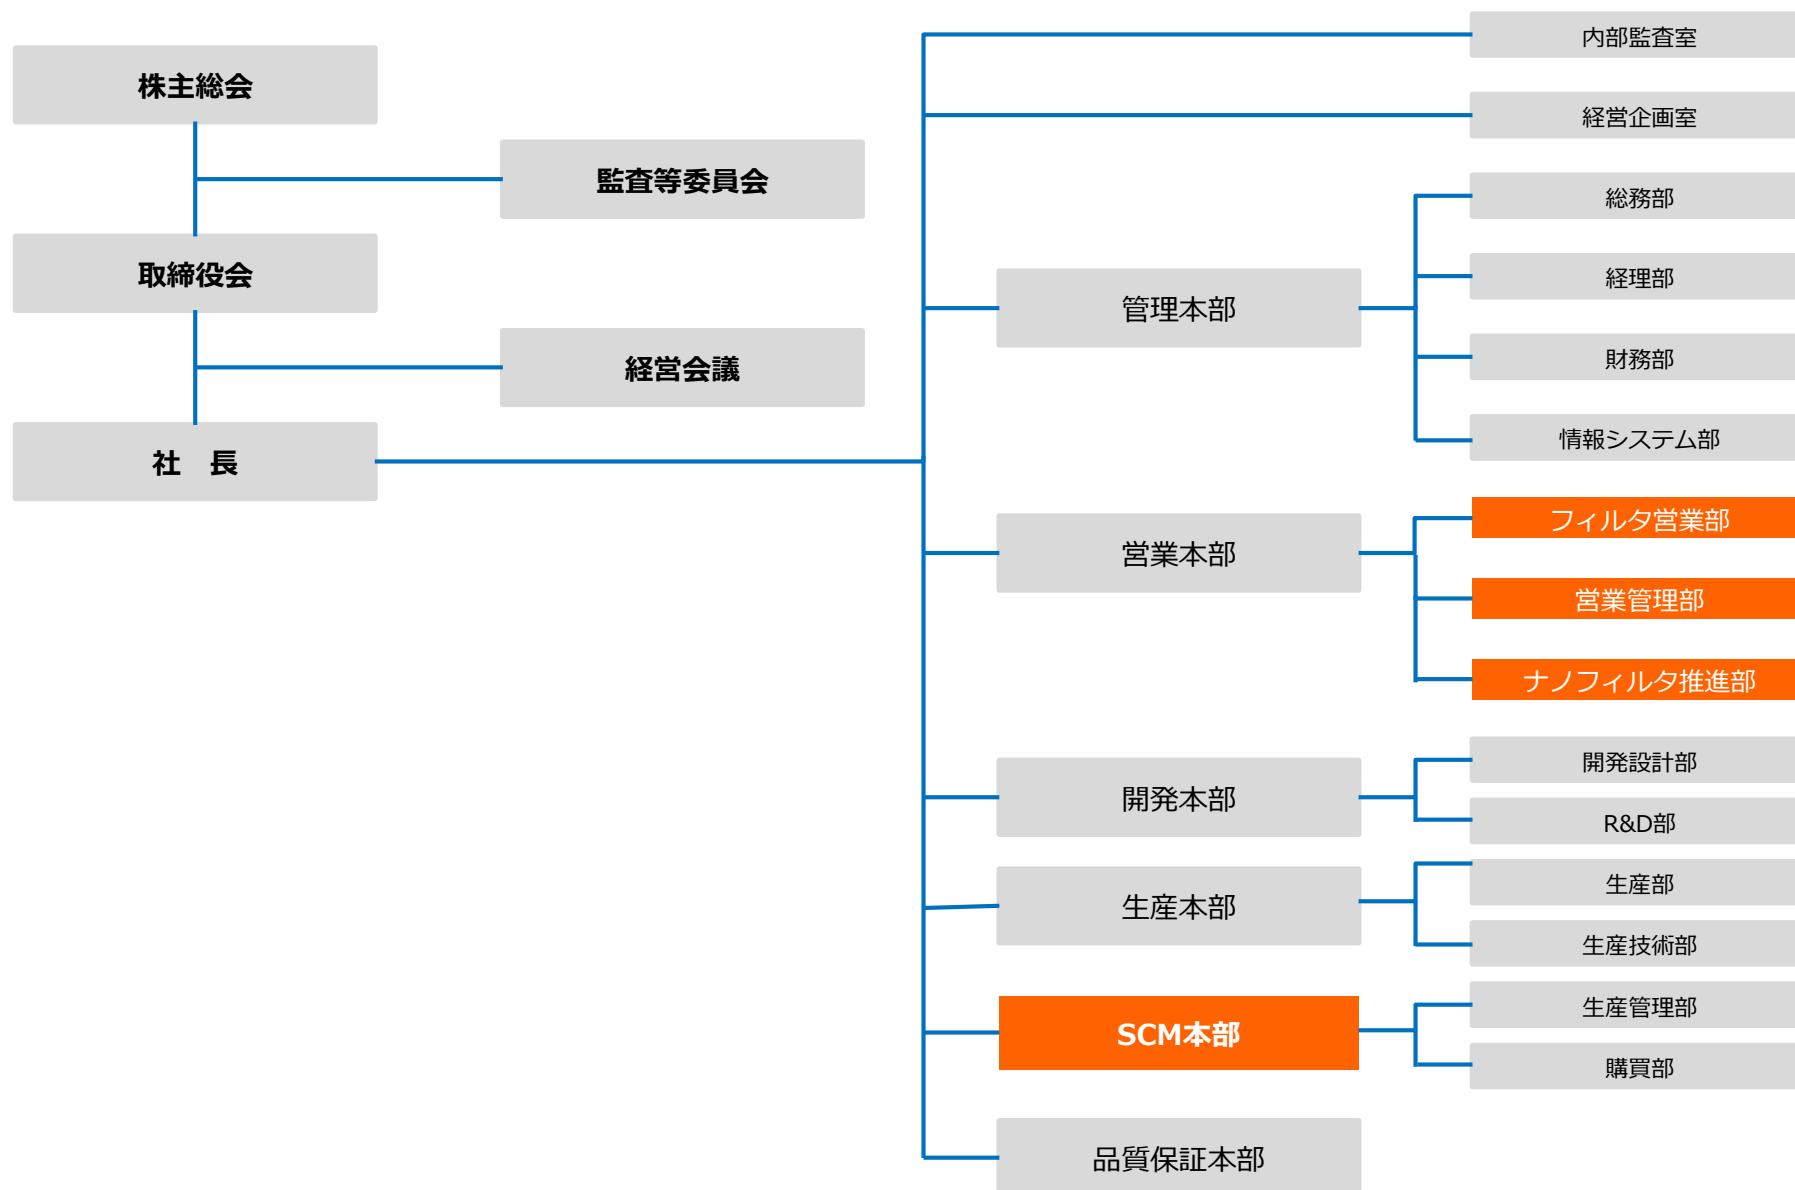 株主総会
監査等委員会
取締役会
経営会議
社　長
内部監査室
経営企画室
管理本部
総務部
経理部
財務部
情報システム部
営業本部
フィルタ営業部
営業管理部
ナノフィルタ推進部
開発本部
開発設計部
R&D部
生産本部
生産部
生産技術部
SCM本部
生産管理部
購買部
品質保証本部